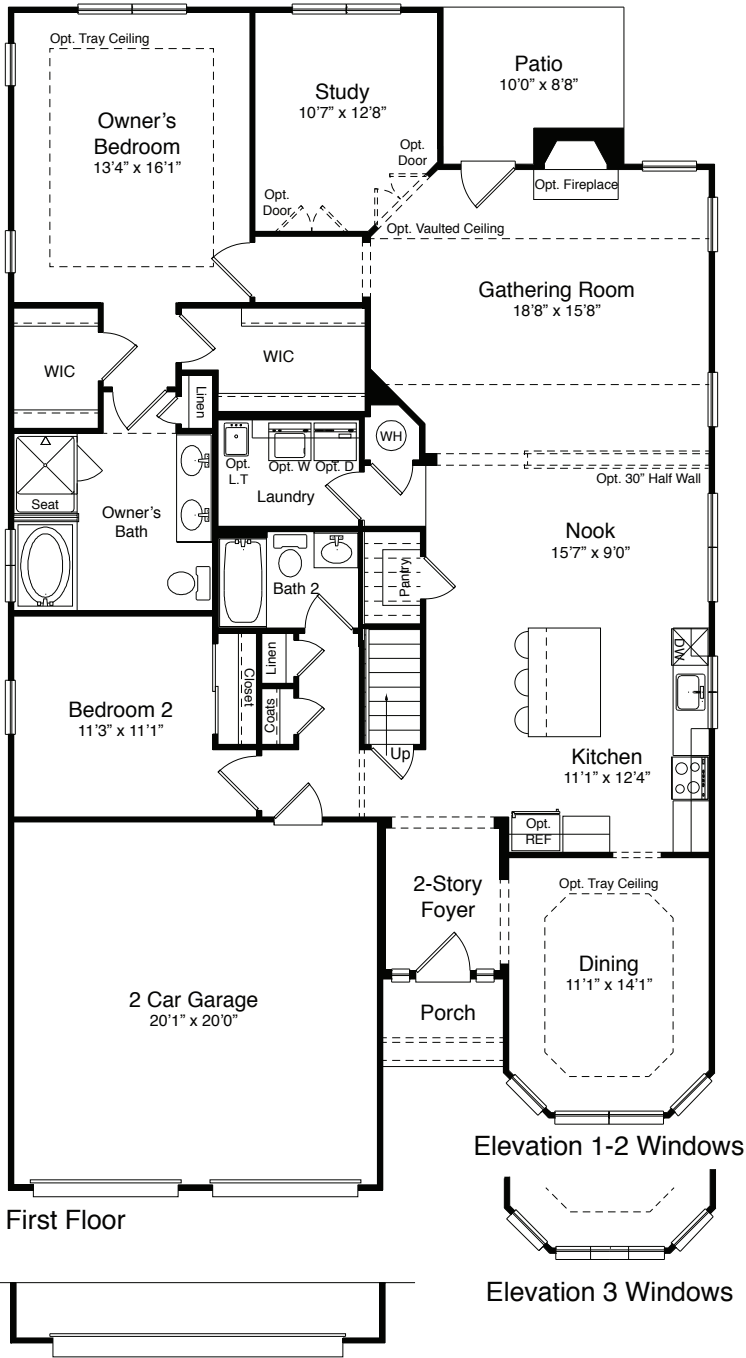 Opt. Tray Ceiling
Owner's
Bedroom
13'4" x 16'1"
Study
10'7" x 12'8"
Patio
10'0" x 8'8"
Opt.
Door
Opt.
Door
Opt. Fireplace
Opt. Vaulted Ceiling
Gathering Room
18'8" x 15'8"
WIC
WIC
Linen
WH
Opt.
L.T
Opt. W
Opt. D
Laundry
Opt. 30" Half Wall
Seat
Owner's
Bath
Nook
15'7" x 9'0"
Bath 2
Pantry
Linen
Closet
Coats
DW
Bedroom 2
11'3" x 11'1"
Up
Kitchen
11'1" x 12'4"
Opt.
REF
2-Story
Foyer
Opt. Tray Ceiling
Dining
11'1" x 14'1"
2 Car Garage
20'1" x 20'0"
Porch
Elevation 1-2 Windows
First Floor
Elevation 3 Windows